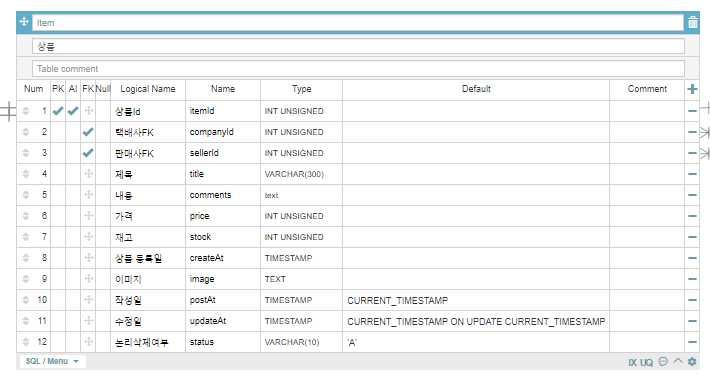 Item
상품
Table comment
Num PK AI FK Null Logical Name Name Type Default Comment
1 상품Id itemId INT UNSIGNED
2 택배사FK companyId INT UNSIGNED
3 판매사FK sellerId INT UNSIGNED
4 제목 title VARCHAR(300)
5 내용 comments text
6 가격 price INT UNSIGNED
7 재고 stock INT UNSIGNED
8 상품 등록일 createAt TIMESTAMP
9 이미지 image TEXT
10 작성일 postAt TIMESTAMP CURRENT_TIMESTAMP
11 수정일 updateAt TIMESTAMP CURRENT_TIMESTAMP ON UPDATE CURRENT_TIMESTAMP
12 논리삭제여부 status VARCHAR(10) 'A'
SQL / Menu IX UQ